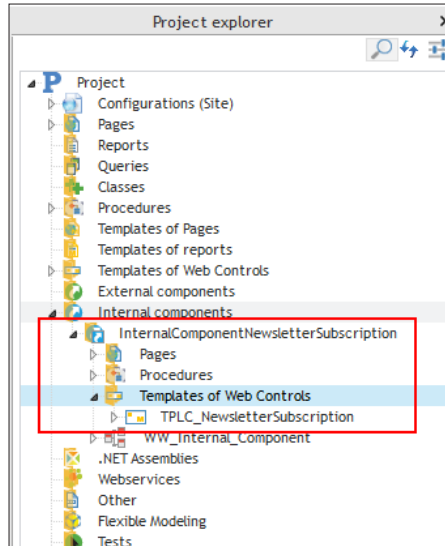 Project explorer
Project
Configurations (Site)
Pages
Reports
Queries
Classes
Procedures
Templates of Pages
Templates of reports
Templates of Web Controls
External components
Internal components
InternalComponentNewsletterSubscription
Pages
Procedures
Templates of Web Controls
TPLC_NewsletterSubscription
WW_Internal_Component
.NET Assemblies
Webservices
Other
Flexible Modeling
Tests